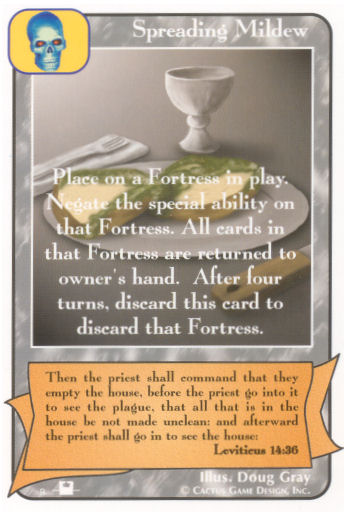 Spreading Mildew
Place on a Fortress in play.
Negate the special ability on
that Fortress. All cards in
that Fortress are returned to
owner's hand. After four
turns, discard this card to
discard that Fortress.
Then the priest shall command that they
empty the house, before the priest go into it
to see the plague, that all that is in the
house be not made unclean: and afterward
the priest shall go in to see the house:
Leviticus 14:36
Illus. Doug Gray
© Cactus Game Design, Inc.